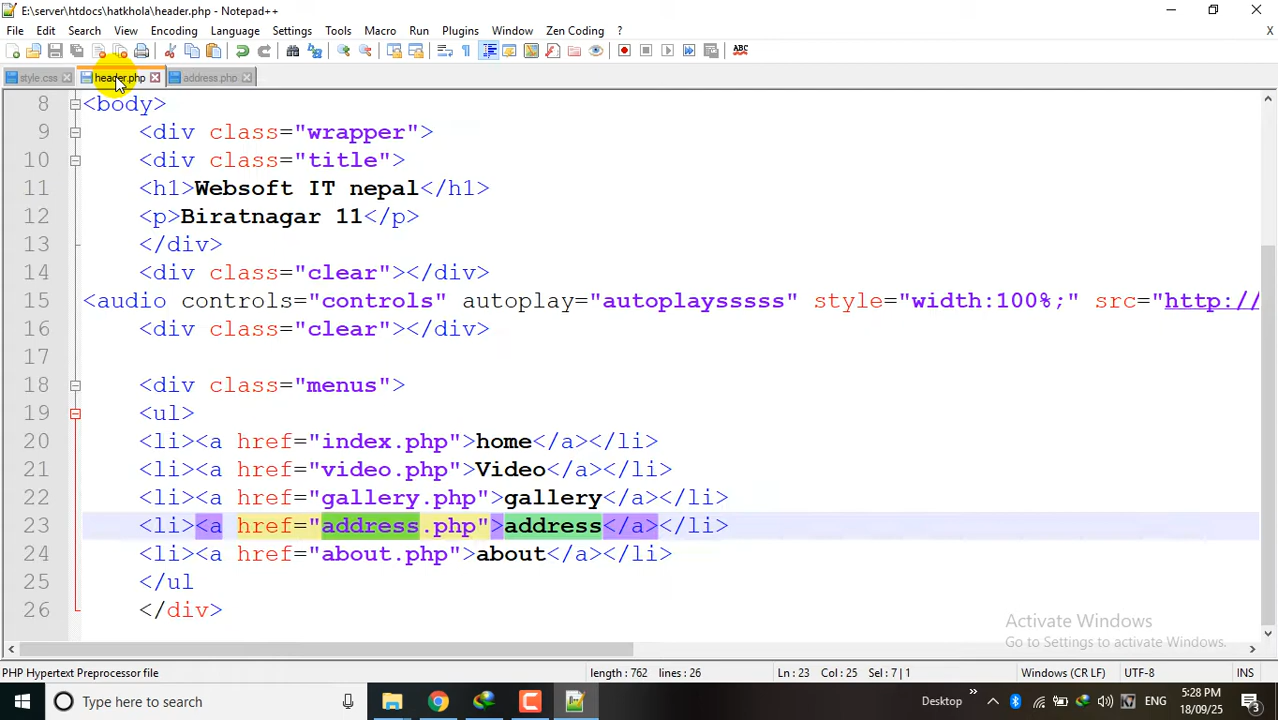 E:\server\htdocs\hatkhola\header.php - Notepad++
File Edit Search View Encoding Language Settings Tools Macro Run Plugins Window Zen Coding ? X
style.css header.php address.php
8 <body>
9 <div class="wrapper">
10 <div class="title">
11 <h1>Websoft IT nepal</h1>
12 <p>Biratnagar 11</p>
13 </div>
14 <div class="clear"></div>
15 <audio controls="controls" autoplay="autoplaysssss" style="width:100%;" src="http://
16 <div class="clear"></div>
17
18 <div class="menus">
19 <ul>
20 <li><a href="index.php">home</a></li>
21 <li><a href="video.php">Video</a></li>
22 <li><a href="gallery.php">gallery</a></li>
23 <li><a href="address.php">address</a></li>
24 <li><a href="about.php">about</a></li>
25 </ul
26 </div>
Activate Windows
Go to Settings to activate Windows.
PHP Hypertext Preprocessor file length : 762 lines : 26 Ln : 23 Col : 25 Sel : 7 | 1 Windows (CR LF) UTF-8 INS
Type here to search Desktop ENG 5:28 PM
18/09/25 3